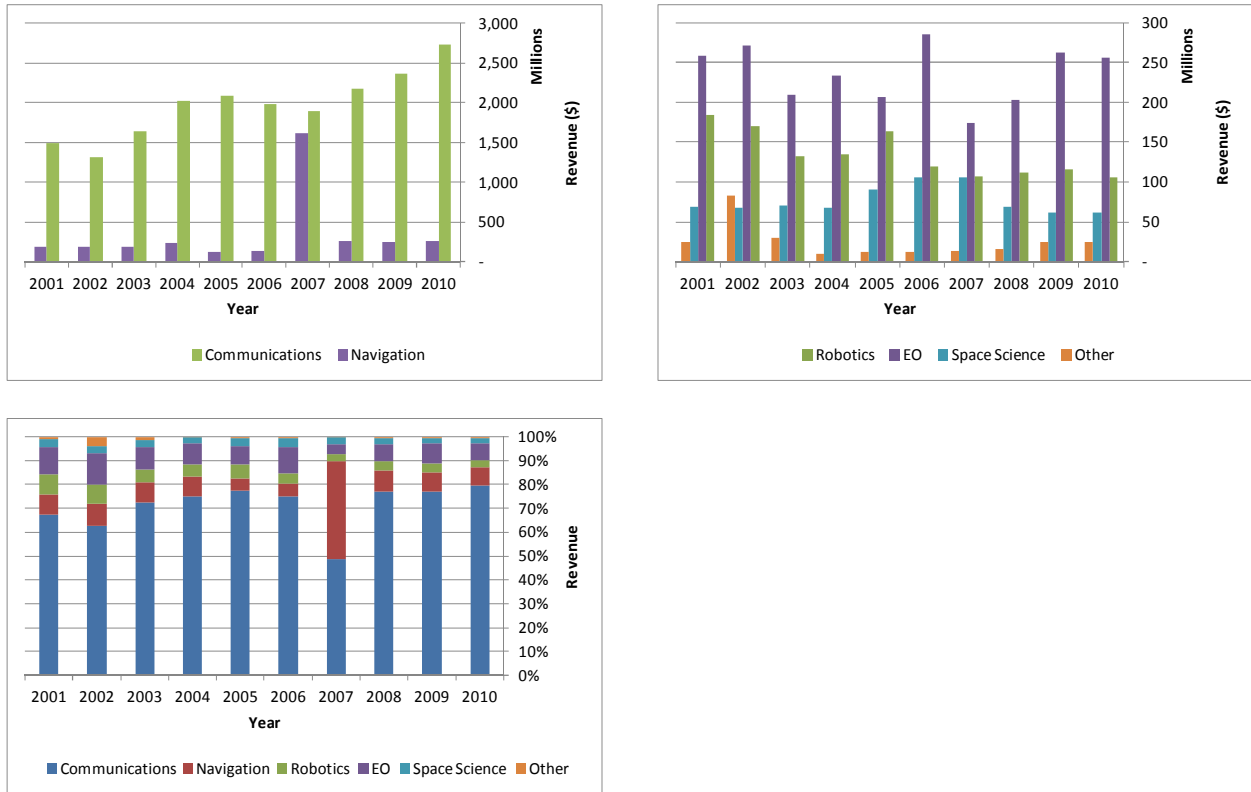 3,000
2,500
2,000
1,500
1,000
500
-
Millions
Revenue ($)
2001 2002 2003 2004 2005 2006 2007 2008 2009 2010
Year
Communications Navigation
300
250
200
150
100
50
-
Millions
Revenue ($)
2001 2002 2003 2004 2005 2006 2007 2008 2009 2010
Year
Robotics EO Space Science Other
100%
90%
80%
70%
60%
50%
40%
30%
20%
10%
0%
Revenue
2001 2002 2003 2004 2005 2006 2007 2008 2009 2010
Year
Communications Navigation Robotics EO Space Science Other